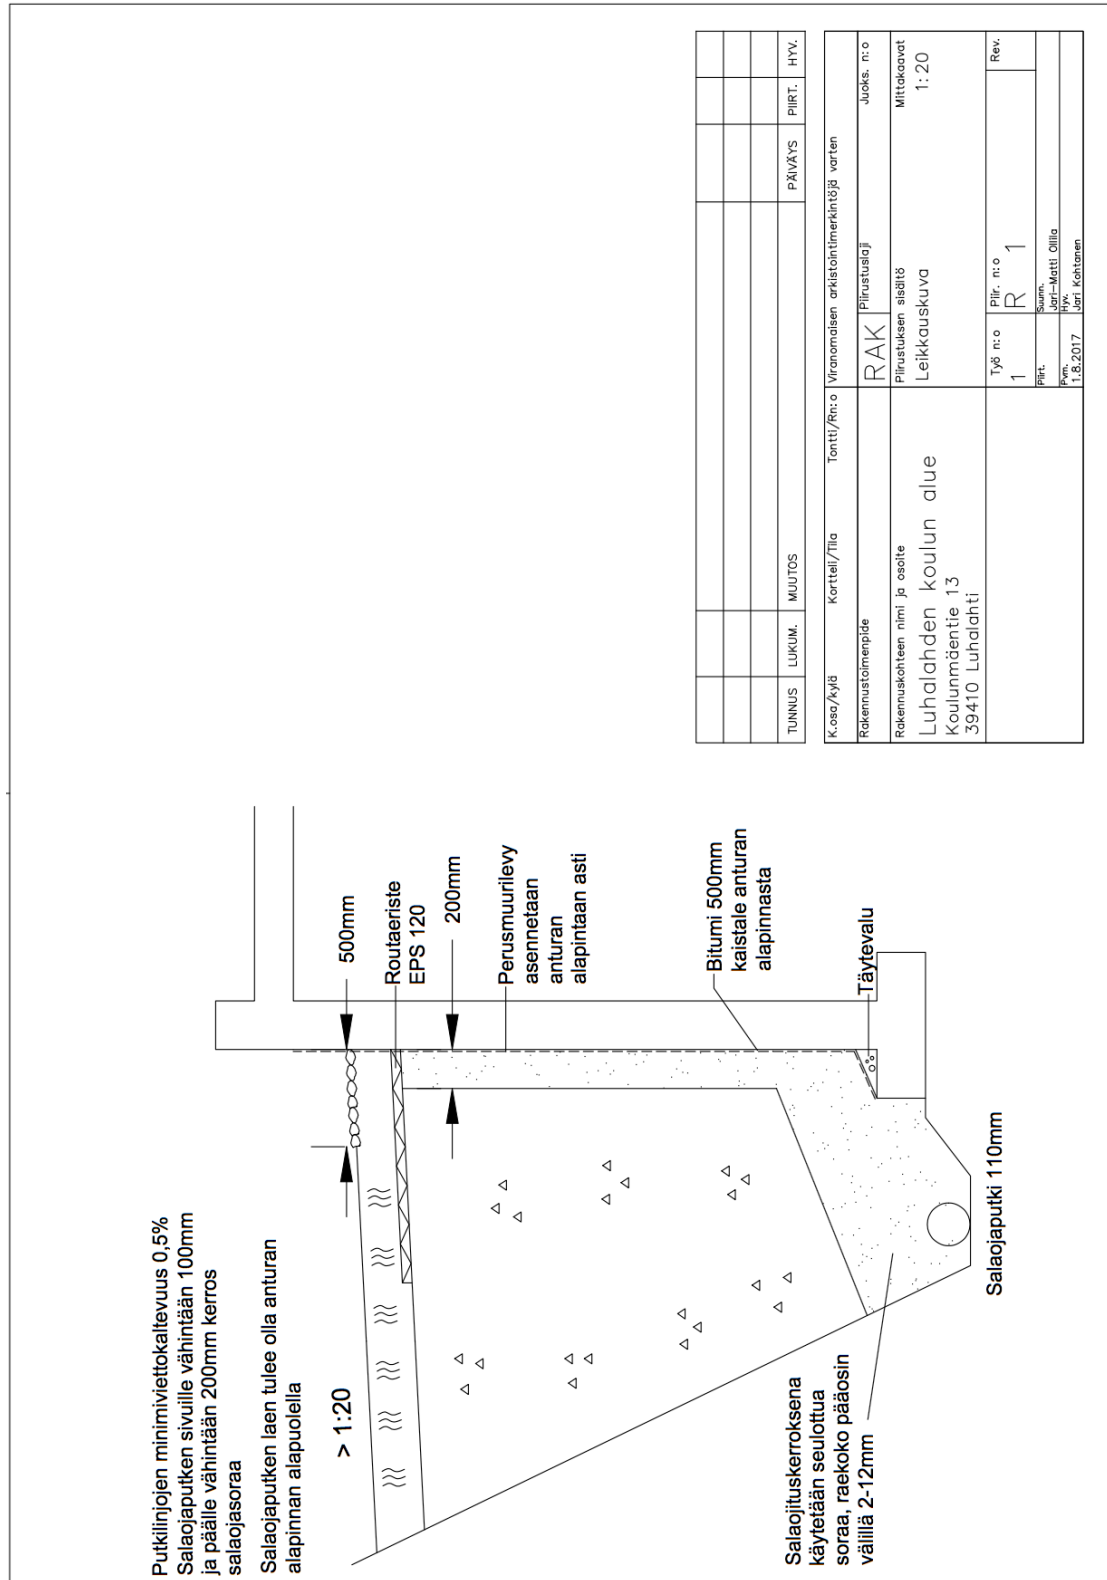 Putkilinjojen minimiviettokaltevuus 0,5%
Salaojaputken sivuille vähintään 100mm
ja päälle vähintään 200mm kerros
salaojasoraa
Salaojaputken laen tulee olla anturan
alapinnan alapuolella
> 1:20
500mm
Routaeriste
EPS 120
200mm
Perusmuurilevy
asennetaan
anturan
alapintaan asti
Bitumi 500mm
kaistale anturan
alapinnasta
Täytevalu
Salaojaputki 110mm
Salaojituskerroksena
käytetään seulottua
soraa, raekoko pääosin
välillä 2-12mm
TUNNUS LUKUM. MUUTOS PÄIVÄYS PIIRT. HYV.
K.osa/kylä Kortteli/Tila Tontti/Rn:o Viranomaisen arkistointimerkintöjä varten
Rakennustoimenpide RAK Piirustuslaji Juoks. n:o
Rakennuskohteen nimi ja osoite Piirustuksen sisältö Mittakaavat
Luhalahden koulun alue Leikkauskuva 1:20
Koulunmäentie 13
39410 Luhalahti
Työ n:o Piir. n:o Rev.
1 R 1
Piirt. Suunn.
Jari-Matti Ollila
Pvm. Hyv.
1.8.2017 Jari Kohtanen